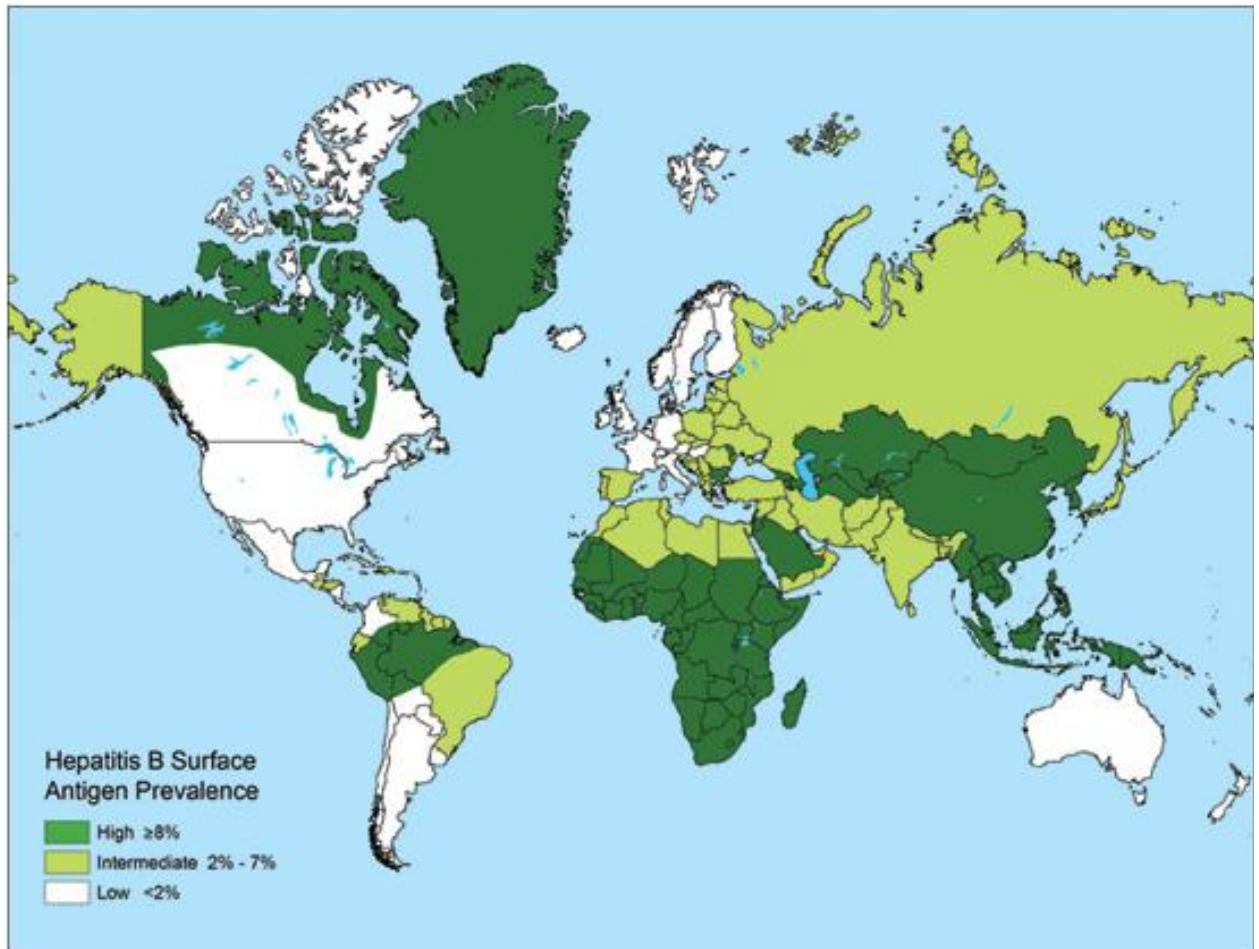 Hepatitis B Surface
Antigen Prevalence
High ≥8%
Intermediate 2% - 7%
Low <2%